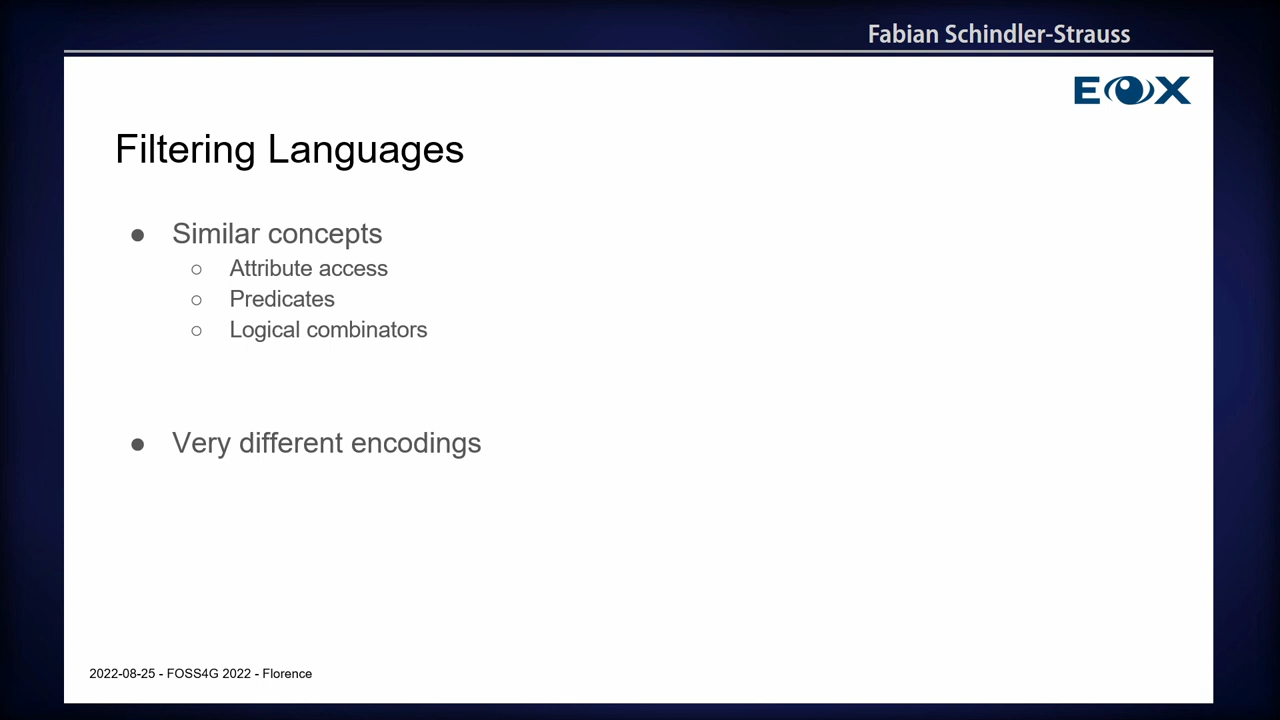 Fabian Schindler-Strauss
EOX
Filtering Languages
● Similar concepts
○ Attribute access
○ Predicates
○ Logical combinators
● Very different encodings
2022-08-25 - FOSS4G 2022 - Florence